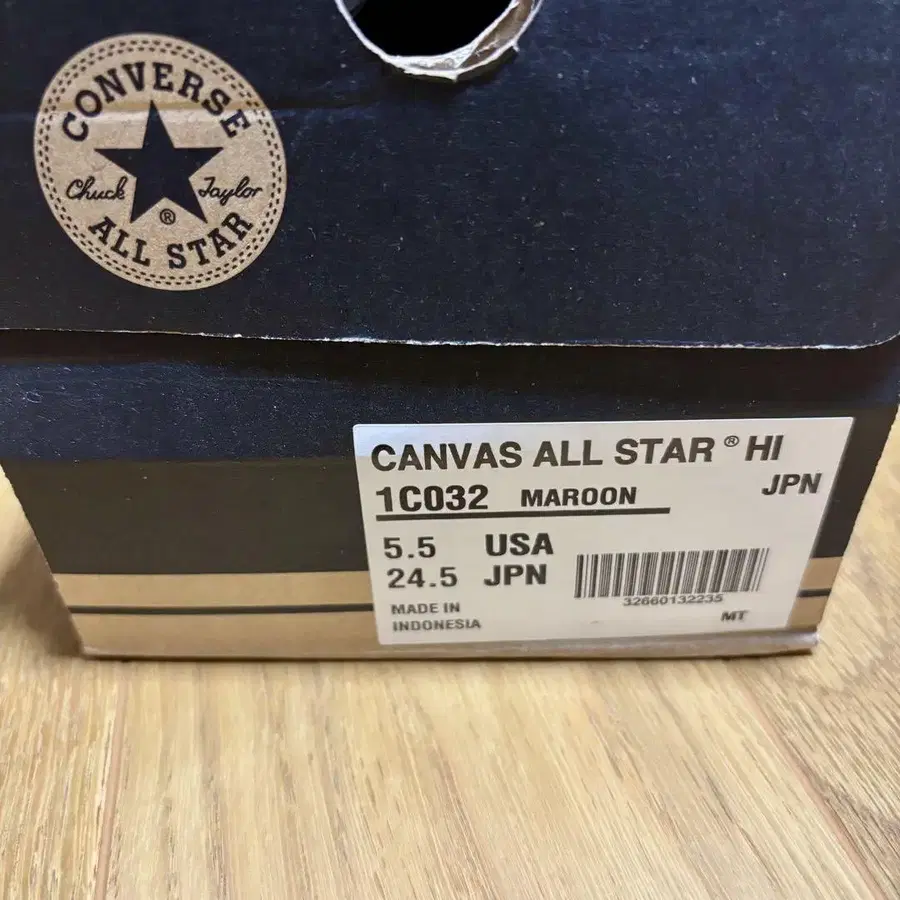 CONVERSE
Chuck Taylor
®
ALL STAR
CANVAS ALL STAR® HI
1C032 MAROON JPN
5.5 USA
24.5 JPN
32660132235
MADE IN
INDONESIA
MT